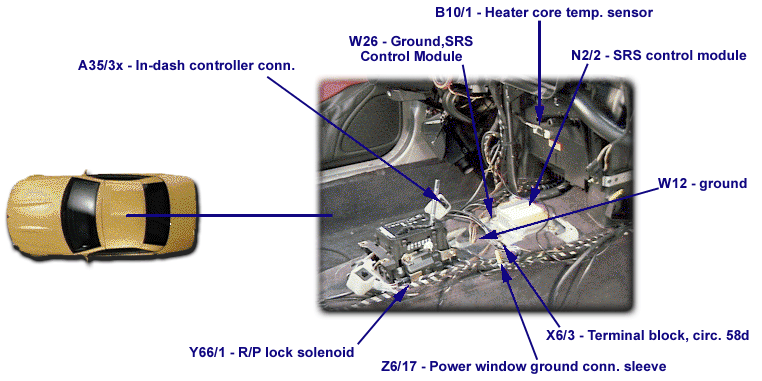 B10/1 - Heater core temp. sensor
W26 - Ground,SRS
Control Module
N2/2 - SRS control module
A35/3x - In-dash controller conn.
W12 - ground
X6/3 - Terminal block, circ. 58d
Y66/1 - R/P lock solenoid
Z6/17 - Power window ground conn. sleeve